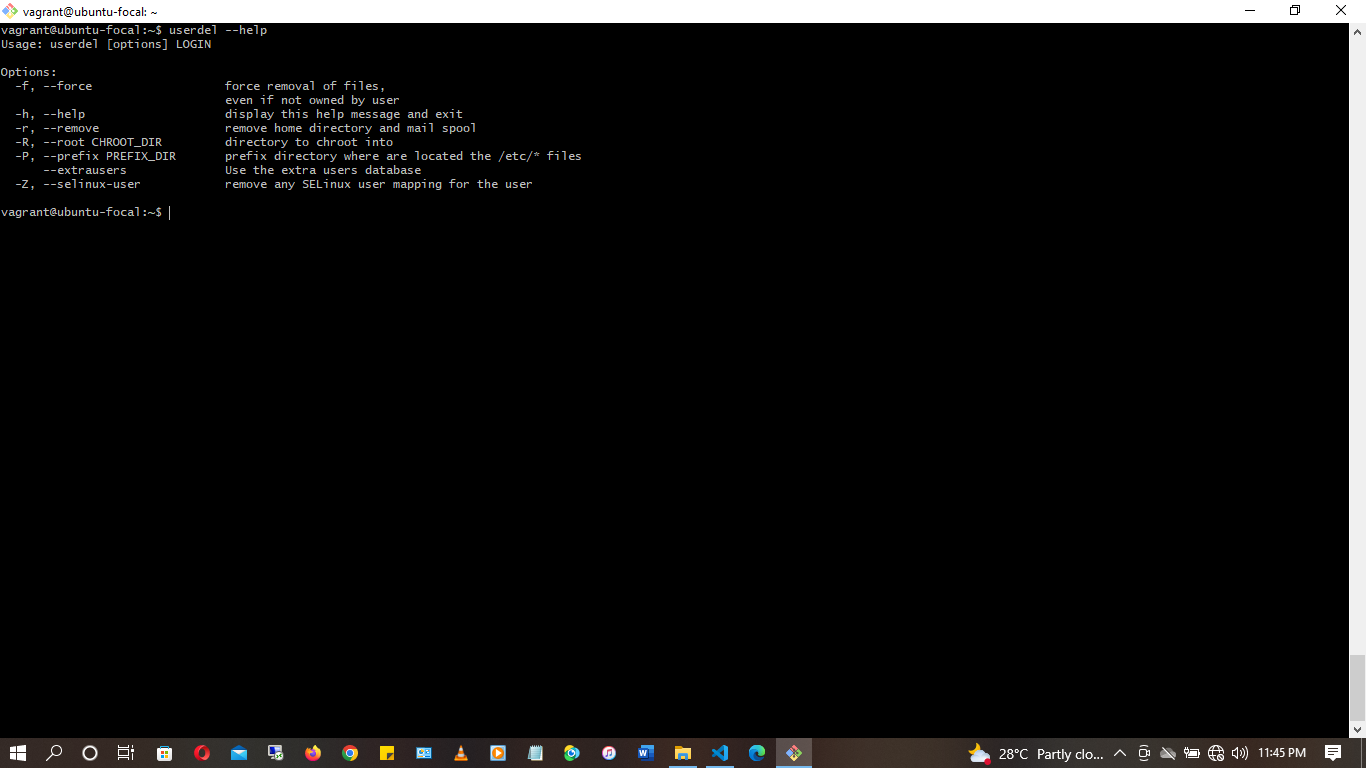 vagrant@ubuntu-focal: ~
vagrant@ubuntu-focal:~$ userdel --help
Usage: userdel [options] LOGIN
Options:
-f, --force force removal of files,
even if not owned by user
-h, --help display this help message and exit
-r, --remove remove home directory and mail spool
-R, --root CHROOT_DIR directory to chroot into
-P, --prefix PREFIX_DIR prefix directory where are located the /etc/* files
--extrausers Use the extra users database
-Z, --selinux-user remove any SELinux user mapping for the user
vagrant@ubuntu-focal:~$
28°C Partly clo... 11:45 PM